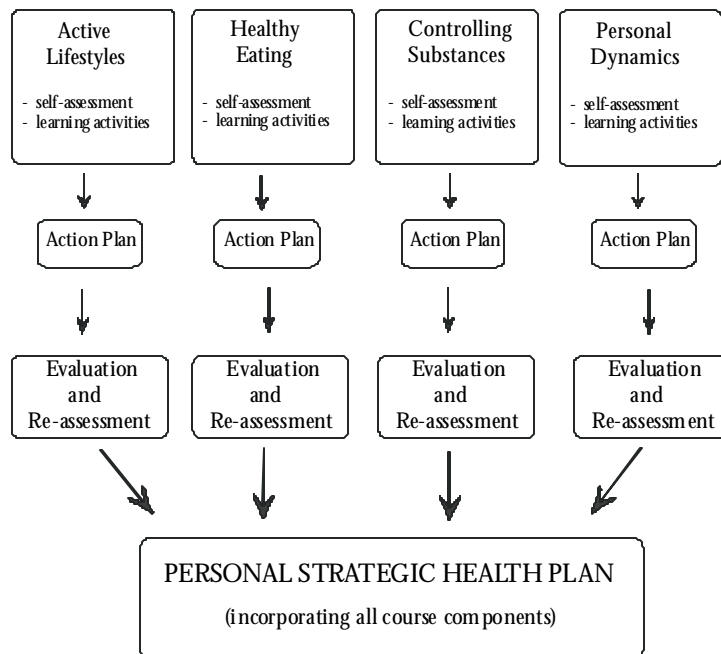 Active
Lifestyles
- self-assessment
- learning activities
Healthy
Eating
- self-assessment
- learning activities
Controlling
Substances
- self-assessment
- learning activities
Personal
Dynamics
- self-assessment
- learning activities
Action Plan
Action Plan
Action Plan
Action Plan
Evaluation
and
Re-assessment
Evaluation
and
Re-assessment
Evaluation
and
Re-assessment
Evaluation
and
Re-assessment
PERSONAL STRATEGIC HEALTH PLAN
(incorporating all course components)